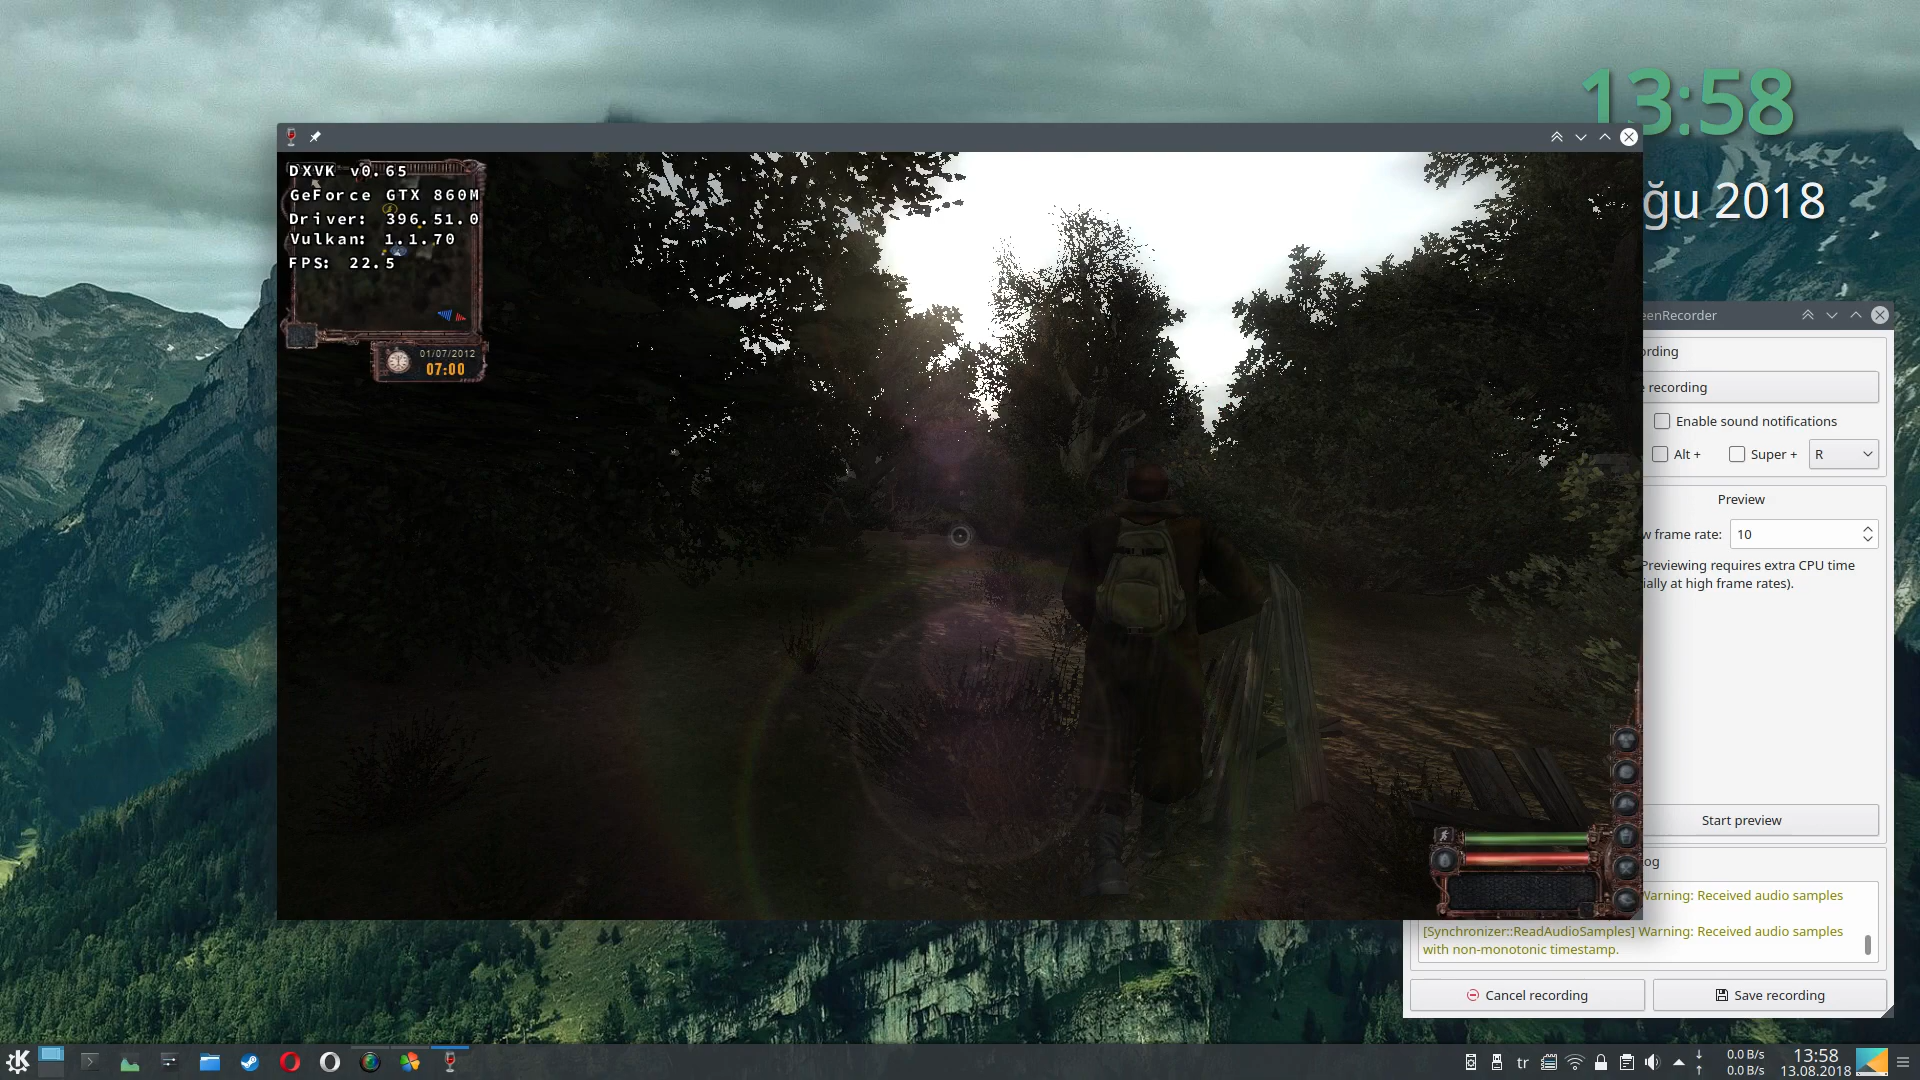 13:58
ğu 2018
DXVK v0.65
GeForce GTX 860M
Driver: 396.51.0
Vulkan: 1.1.70
FPS: 22.5
01/07/2012
07:00
eenRecorder
ording
e recording
Enable sound notifications
Alt +
Super +
R
Preview
w frame rate:
10
Previewing requires extra CPU time
ially at high frame rates).
Start preview
og
Warning: Received audio samples
[Synchronizer::ReadAudioSamples] Warning: Received audio samples
with non-monotonic timestamp.
Cancel recording
Save recording
tr
0.0 B/s
0.0 B/s
13:58
13.08.2018